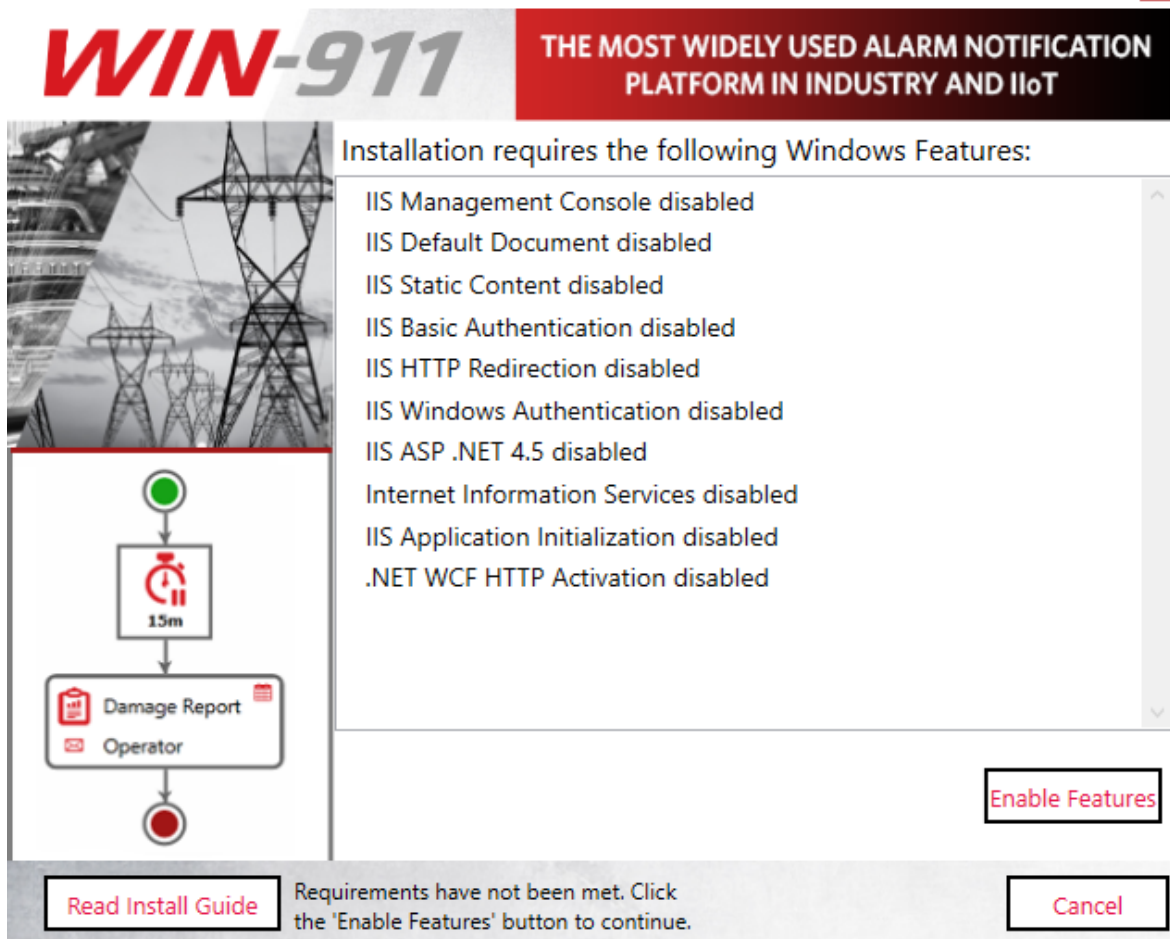 WIN-911
THE MOST WIDELY USED ALARM NOTIFICATION
PLATFORM IN INDUSTRY AND IIoT
Installation requires the following Windows Features:
IIS Management Console disabled
IIS Default Document disabled
IIS Static Content disabled
IIS Basic Authentication disabled
IIS HTTP Redirection disabled
IIS Windows Authentication disabled
IIS ASP .NET 4.5 disabled
Internet Information Services disabled
IIS Application Initialization disabled
.NET WCF HTTP Activation disabled
15m
Damage Report
Operator
Enable Features
Read Install Guide
Requirements have not been met. Click
the 'Enable Features' button to continue.
Cancel